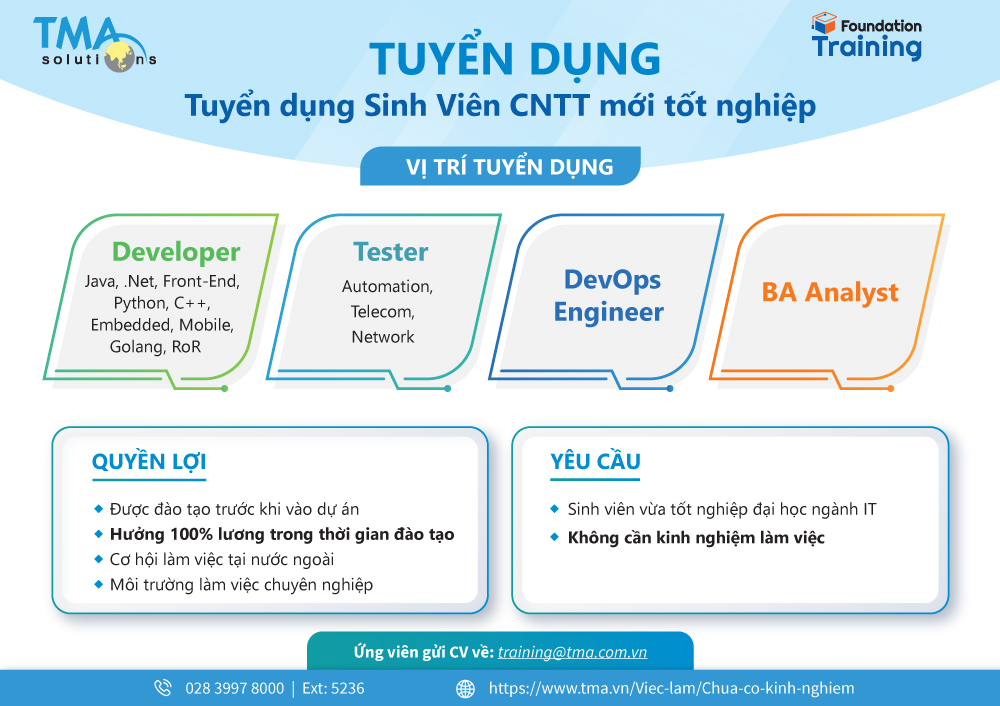 TMA
solutions
Foundation
Training
TUYỂN DỤNG
Tuyển dụng Sinh Viên CNTT mới tốt nghiệp
VỊ TRÍ TUYỂN DỤNG
Developer
Java, .Net, Front-End,
Python, C++,
Embedded, Mobile,
Golang, RoR
Tester
Automation,
Telecom,
Network
DevOps
Engineer
BA Analyst
QUYỀN LỢI
Được đào tạo trước khi vào dự án
Hưởng 100% lương trong thời gian đào tạo
Cơ hội làm việc tại nước ngoài
Môi trường làm việc chuyên nghiệp
YÊU CẦU
Sinh viên vừa tốt nghiệp đại học ngành IT
Không cần kinh nghiệm làm việc
Ứng viên gửi CV về: training@tma.com.vn
028 3997 8000 | Ext: 5236
https://www.tma.vn/Viec-lam/Chua-co-kinh-nghiem